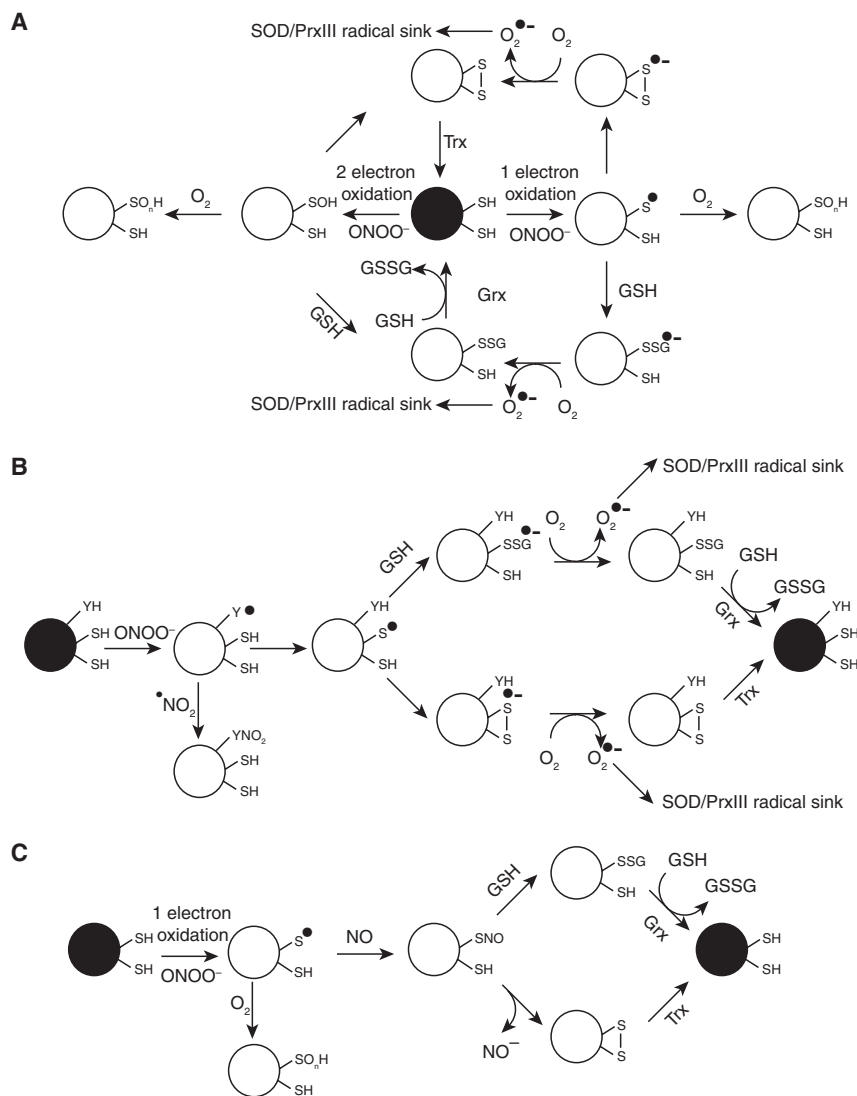 A
SOD/PrxIII radical sink
O2•– O2
S
S
S•–
S
Trx
2 electron
oxidation
1 electron
oxidation
SOnH
SH
O2
SOH
SH
ONOO–
SH
SH
ONOO–
S•
SH
O2
SOnH
SH
GSSG
Grx
GSH
GSH
GSH
SSG
SH
SSG•–
SH
SOD/PrxIII radical sink
O2•– O2
B
SOD/PrxIII radical sink
YH
SSG•–
SH
O2 O2•–
YH
SSG
SH
GSH
GSSG
Grx
GSH
YH
SH
SH
ONOO–
Y•
SH
SH
YH
S•
SH
YH
SH
SH
•NO2
YNO2
SH
SH
YH
•–
S
S
O2 O2•–
YH
S
S
Trx
SOD/PrxIII radical sink
C
SH
SH
1 electron
oxidation
ONOO–
S•
SH
NO
SNO
SH
GSH
SSG
SH
GSH
GSSG
Grx
SH
SH
O2
SOnH
SH
NO–
S
S
Trx